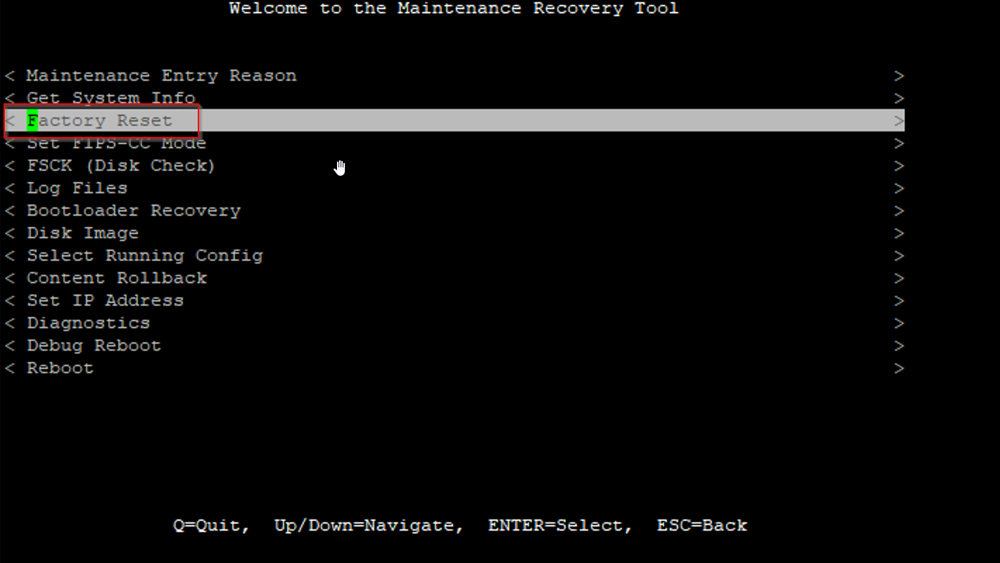 Welcome to the Maintenance Recovery Tool
< Maintenance Entry Reason >
< Get System Info >
< Factory Reset >
< Set FIPS-CC Mode >
< FSCK (Disk Check) >
< Log Files >
< Bootloader Recovery >
< Disk Image >
< Select Running Config >
< Content Rollback >
< Set IP Address >
< Diagnostics >
< Debug Reboot >
< Reboot >
Q=Quit, Up/Down=Navigate, ENTER=Select, ESC=Back